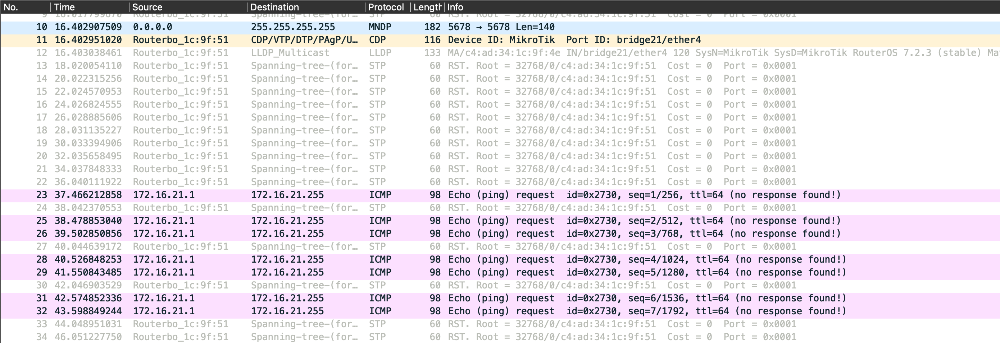 No. Time Source Destination Protocol Length Info
9 16.017799670 Routerbo_1c:9f:51 Spanning-tree-(for… STP 60 RST. Root = 32768/0/c4:ad:34:1c:9f:51 Cost = 0 Port = 0x0001
10 16.402907509 0.0.0.0 255.255.255.255 MNDP 182 5678 → 5678 Len=140
11 16.402951020 Routerbo_1c:9f:51 CDP/VTP/DTP/PAgP/U… CDP 116 Device ID: MikroTik Port ID: bridge21/ether4
12 16.403038461 Routerbo_1c:9f:51 LLDP_Multicast LLDP 133 MA/c4:ad:34:1c:9f:4e IN/bridge21/ether4 120 SysN=MikroTik SysD=MikroTik RouterOS 7.2.3 (stable) Ma
13 18.020054110 Routerbo_1c:9f:51 Spanning-tree-(for… STP 60 RST. Root = 32768/0/c4:ad:34:1c:9f:51 Cost = 0 Port = 0x0001
14 20.022315256 Routerbo_1c:9f:51 Spanning-tree-(for… STP 60 RST. Root = 32768/0/c4:ad:34:1c:9f:51 Cost = 0 Port = 0x0001
15 22.024570953 Routerbo_1c:9f:51 Spanning-tree-(for… STP 60 RST. Root = 32768/0/c4:ad:34:1c:9f:51 Cost = 0 Port = 0x0001
16 24.026824555 Routerbo_1c:9f:51 Spanning-tree-(for… STP 60 RST. Root = 32768/0/c4:ad:34:1c:9f:51 Cost = 0 Port = 0x0001
17 26.028885606 Routerbo_1c:9f:51 Spanning-tree-(for… STP 60 RST. Root = 32768/0/c4:ad:34:1c:9f:51 Cost = 0 Port = 0x0001
18 28.031135227 Routerbo_1c:9f:51 Spanning-tree-(for… STP 60 RST. Root = 32768/0/c4:ad:34:1c:9f:51 Cost = 0 Port = 0x0001
19 30.033394906 Routerbo_1c:9f:51 Spanning-tree-(for… STP 60 RST. Root = 32768/0/c4:ad:34:1c:9f:51 Cost = 0 Port = 0x0001
20 32.035658495 Routerbo_1c:9f:51 Spanning-tree-(for… STP 60 RST. Root = 32768/0/c4:ad:34:1c:9f:51 Cost = 0 Port = 0x0001
21 34.037848333 Routerbo_1c:9f:51 Spanning-tree-(for… STP 60 RST. Root = 32768/0/c4:ad:34:1c:9f:51 Cost = 0 Port = 0x0001
22 36.040111922 Routerbo_1c:9f:51 Spanning-tree-(for… STP 60 RST. Root = 32768/0/c4:ad:34:1c:9f:51 Cost = 0 Port = 0x0001
23 37.466212858 172.16.21.1 172.16.21.255 ICMP 98 Echo (ping) request id=0x2730, seq=1/256, ttl=64 (no response found!)
24 38.042370553 Routerbo_1c:9f:51 Spanning-tree-(for… STP 60 RST. Root = 32768/0/c4:ad:34:1c:9f:51 Cost = 0 Port = 0x0001
25 38.478853040 172.16.21.1 172.16.21.255 ICMP 98 Echo (ping) request id=0x2730, seq=2/512, ttl=64 (no response found!)
26 39.502850856 172.16.21.1 172.16.21.255 ICMP 98 Echo (ping) request id=0x2730, seq=3/768, ttl=64 (no response found!)
27 40.044639172 Routerbo_1c:9f:51 Spanning-tree-(for… STP 60 RST. Root = 32768/0/c4:ad:34:1c:9f:51 Cost = 0 Port = 0x0001
28 40.526848253 172.16.21.1 172.16.21.255 ICMP 98 Echo (ping) request id=0x2730, seq=4/1024, ttl=64 (no response found!)
29 41.550843485 172.16.21.1 172.16.21.255 ICMP 98 Echo (ping) request id=0x2730, seq=5/1280, ttl=64 (no response found!)
30 42.046903529 Routerbo_1c:9f:51 Spanning-tree-(for… STP 60 RST. Root = 32768/0/c4:ad:34:1c:9f:51 Cost = 0 Port = 0x0001
31 42.574852336 172.16.21.1 172.16.21.255 ICMP 98 Echo (ping) request id=0x2730, seq=6/1536, ttl=64 (no response found!)
32 43.598849244 172.16.21.1 172.16.21.255 ICMP 98 Echo (ping) request id=0x2730, seq=7/1792, ttl=64 (no response found!)
33 44.048951031 Routerbo_1c:9f:51 Spanning-tree-(for… STP 60 RST. Root = 32768/0/c4:ad:34:1c:9f:51 Cost = 0 Port = 0x0001
34 46.051227750 Routerbo_1c:9f:51 Spanning-tree-(for… STP 60 RST. Root = 32768/0/c4:ad:34:1c:9f:51 Cost = 0 Port = 0x0001